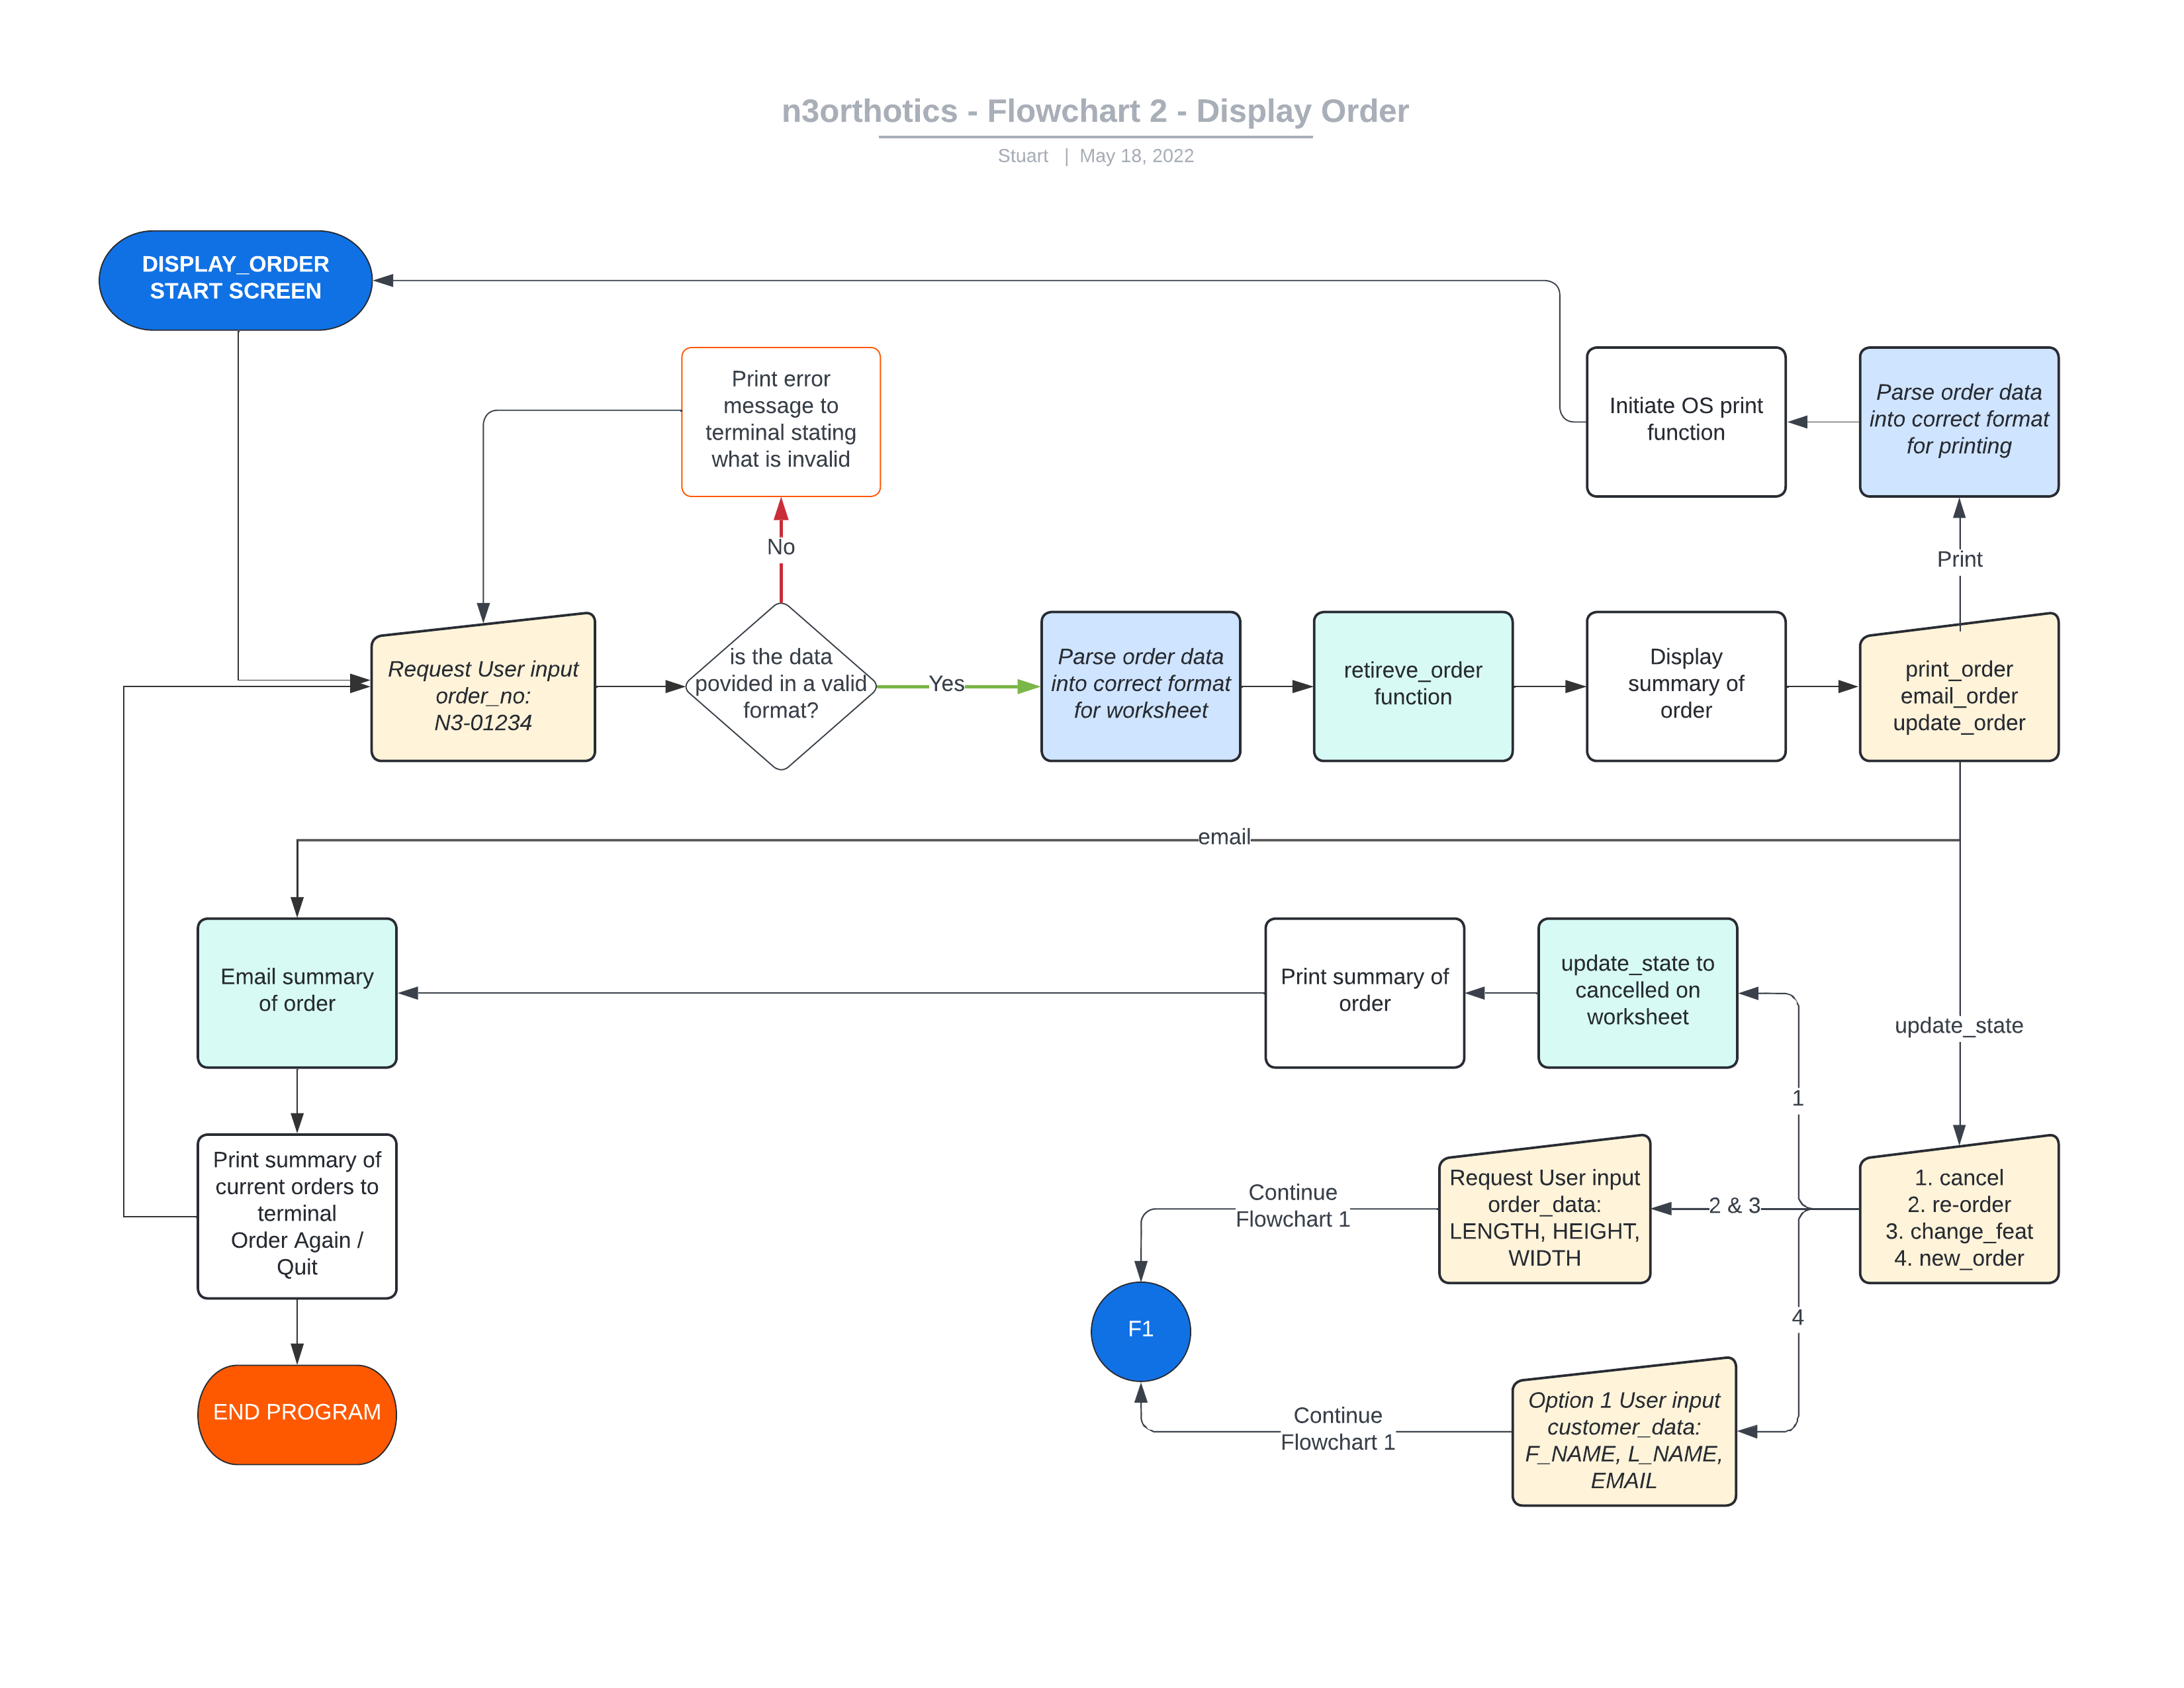 n3orthotics - Flowchart 2 - Display Order
Stuart | May 18, 2022
DISPLAY_ORDER
START SCREEN
Print error
message to
terminal stating
what is invalid
Initiate OS print
function
Parse order data
into correct format
for printing
No
Print
Request User input
order_no:
N3-01234
is the data
povided in a valid
format?
Yes
Parse order data
into correct format
for worksheet
retireve_order
function
Display
summary of
order
print_order
email_order
update_order
email
Email summary
of order
Print summary of
order
update_state to
cancelled on
worksheet
update_state
1
Print summary of
current orders to
terminal
Order Again /
Quit
Continue
Flowchart 1
Request User input
order_data:
LENGTH, HEIGHT,
WIDTH
2 & 3
1. cancel
2. re-order
3. change_feat
4. new_order
F1
4
END PROGRAM
Continue
Flowchart 1
Option 1 User input
customer_data:
F_NAME, L_NAME,
EMAIL